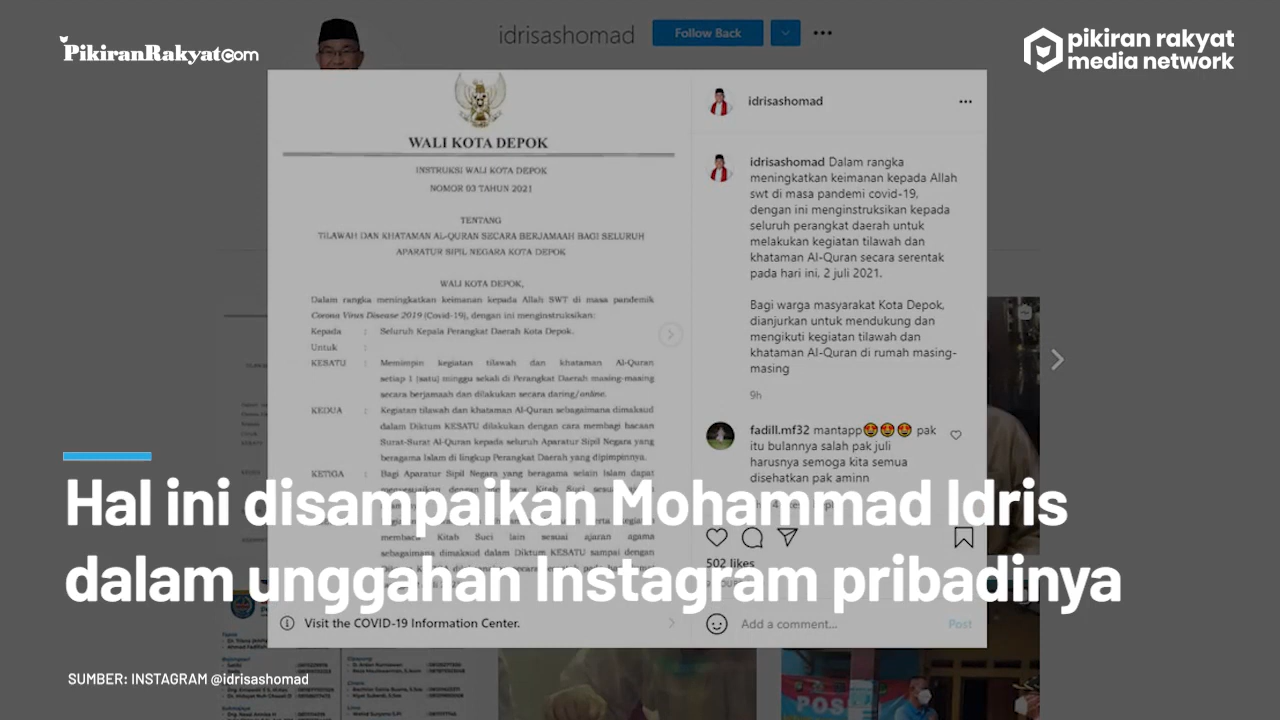 PikiranRakyat.com
pikiran rakyat
media network
idrisashomad
Follow Back
WALI KOTA DEPOK
INSTRUKSI WALI KOTA DEPOK
NOMOR 03 TAHUN 2021
TENTANG
TILAWAH DAN KHATAMAN AL-QURAN SECARA BERJAMAAH BAGI SELURUH
APARATUR SIPIL NEGARA KOTA DEPOK
WALI KOTA DEPOK,
Dalam rangka meningkatkan keimanan kepada Allah SWT di masa pandemik
Corona Virus Disease 2019 (Covid-19), dengan ini menginstruksikan:
Kepada : Seluruh Kepala Perangkat Daerah Kota Depok.
Untuk :
KESATU : Memimpin kegiatan tilawah dan khataman Al-Quran
setiap 1 (satu) minggu sekali di Perangkat Daerah masing-masing
secara berjamaah dan dilakukan secara daring/online.
KEDUA : Kegiatan tilawah dan khataman Al-Quran sebagaimana dimaksud
dalam Diktum KESATU dilakukan dengan cara membagi bacaan
Surat-Surat Al-Quran kepada seluruh Aparatur Sipil Negara yang
beragama Islam di lingkup Perangkat Daerah yang dipimpinnya.
KETIGA : Bagi Aparatur Sipil Negara yang beragama selain Islam dapat
membaca Kitab Suci lain sesuai ajaran agama
sebagaimana dimaksud dalam Diktum KESATU sampai dengan
Visit the COVID-19 Information Center.
idrisashomad
idrisashomad Dalam rangka
meningkatkan keimanan kepada Allah
swt di masa pandemi covid-19,
dengan ini menginstruksikan kepada
seluruh perangkat daerah untuk
melakukan kegiatan tilawah dan
khataman Al-Quran secara serentak
pada hari ini, 2 juli 2021.
Bagi warga masyarakat Kota Depok,
dianjurkan untuk mendukung dan
mengikuti kegiatan tilawah dan
khataman Al-Quran di rumah masing-
masing
9h
fadill.mf32 mantapp😍😍😍 pak
itu bulannya salah pak juli
harusnya semoga kita semua
disehatkan pak aminn
502 likes
Add a comment...
Post
Hal ini disampaikan Mohammad Idris
dalam unggahan Instagram pribadinya
SUMBER: INSTAGRAM @idrisashomad
POS